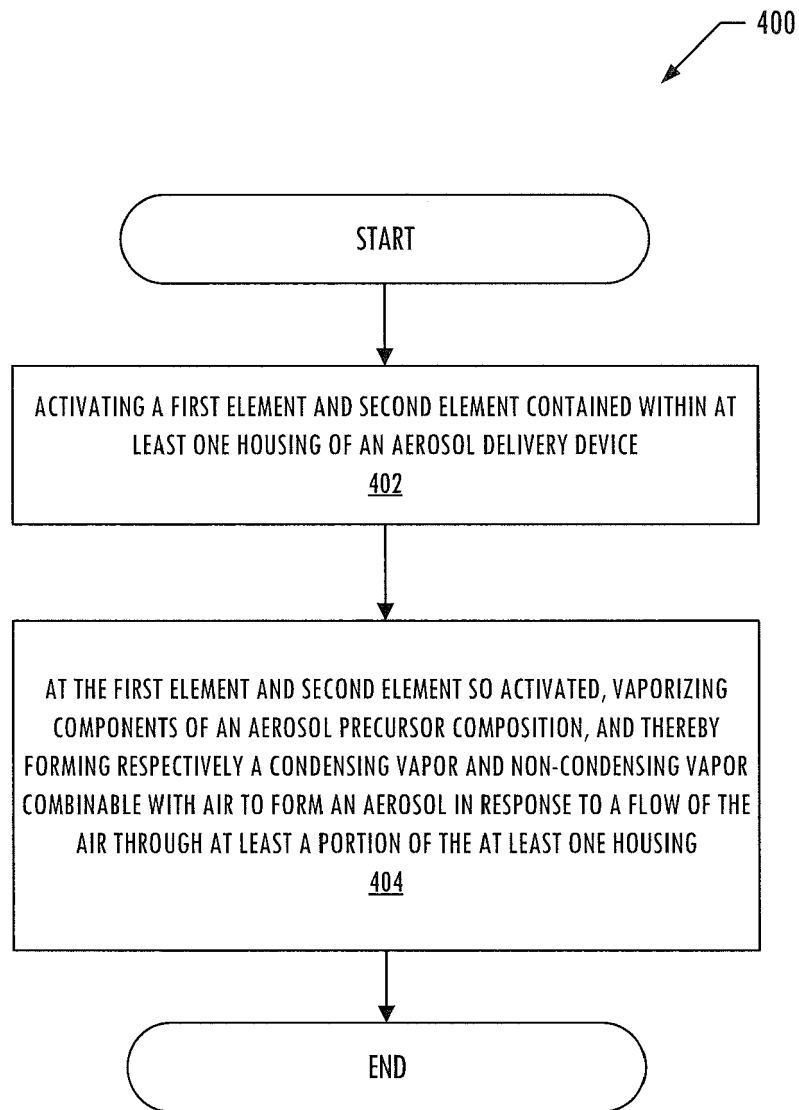 400
START
ACTIVATING A FIRST ELEMENT AND SECOND ELEMENT CONTAINED WITHIN AT
LEAST ONE HOUSING OF AN AEROSOL DELIVERY DEVICE
402
AT THE FIRST ELEMENT AND SECOND ELEMENT SO ACTIVATED, VAPORIZING
COMPONENTS OF AN AEROSOL PRECURSOR COMPOSITION, AND THEREBY
FORMING RESPECTIVELY A CONDENSING VAPOR AND NON-CONDENSING VAPOR
COMBINABLE WITH AIR TO FORM AN AEROSOL IN RESPONSE TO A FLOW OF THE
AIR THROUGH AT LEAST A PORTION OF THE AT LEAST ONE HOUSING
404
END